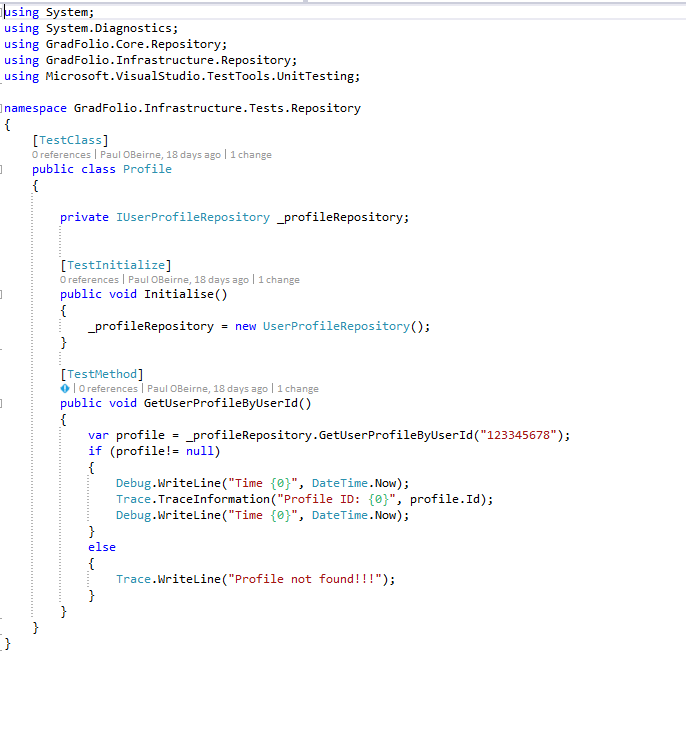 using System;
using System.Diagnostics;
using GradFolio.Core.Repository;
using GradFolio.Infrastructure.Repository;
using Microsoft.VisualStudio.TestTools.UnitTesting;
namespace GradFolio.Infrastructure.Tests.Repository
{
[TestClass]
0 references | Paul OBeirne, 18 days ago | 1 change
public class Profile
{
private IUserProfileRepository _profileRepository;
[TestInitialize]
0 references | Paul OBeirne, 18 days ago | 1 change
public void Initialise()
{
_profileRepository = new UserProfileRepository();
}
[TestMethod]
| 0 references | Paul OBeirne, 18 days ago | 1 change
public void GetUserProfileByUserId()
{
var profile = _profileRepository.GetUserProfileByUserId("123345678");
if (profile!= null)
{
Debug.WriteLine("Time {0}", DateTime.Now);
Trace.TraceInformation("Profile ID: {0}", profile.Id);
Debug.WriteLine("Time {0}", DateTime.Now);
}
else
{
Trace.WriteLine("Profile not found!!!");
}
}
}
}